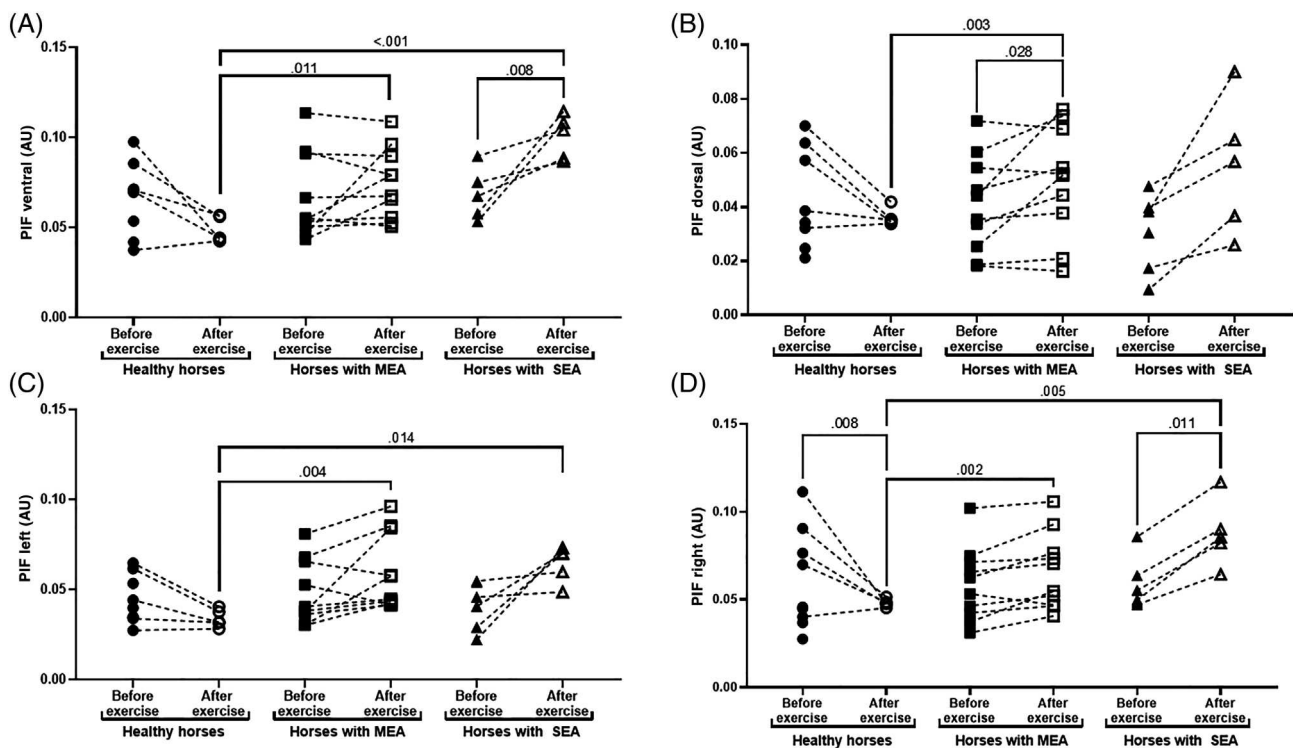 (A)
<.001
.011
.008
PIF ventral (AU)
0.15
0.10
0.05
0.00
Before exercise
After exercise
Before exercise
After exercise
Before exercise
After exercise
Healthy horses
Horses with MEA
Horses with SEA
(B)
.003
.028
PIF dorsal (AU)
0.10
0.08
0.06
0.04
0.02
0.00
Before exercise
After exercise
Before exercise
After exercise
Before exercise
After exercise
Healthy horses
Horses with MEA
Horses with SEA
(C)
.014
.004
PIF left (AU)
0.15
0.10
0.05
0.00
Before exercise
After exercise
Before exercise
After exercise
Before exercise
After exercise
Healthy horses
Horses with MEA
Horses with SEA
(D)
.005
.008
.011
.002
PIF right (AU)
0.15
0.10
0.05
0.00
Before exercise
After exercise
Before exercise
After exercise
Before exercise
After exercise
Healthy horses
Horses with MEA
Horses with SEA